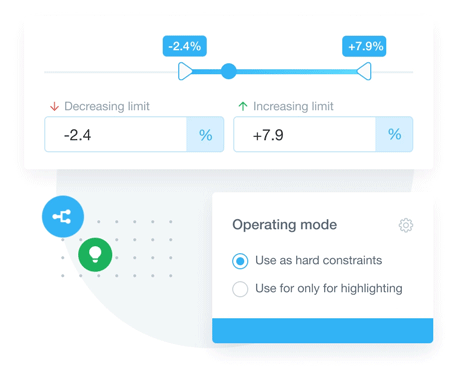 -2.4% +7.9%
Decreasing limit Increasing limit
-2.4 % +7.9 %
Operating mode
Use as hard constraints
Use for only for highlighting